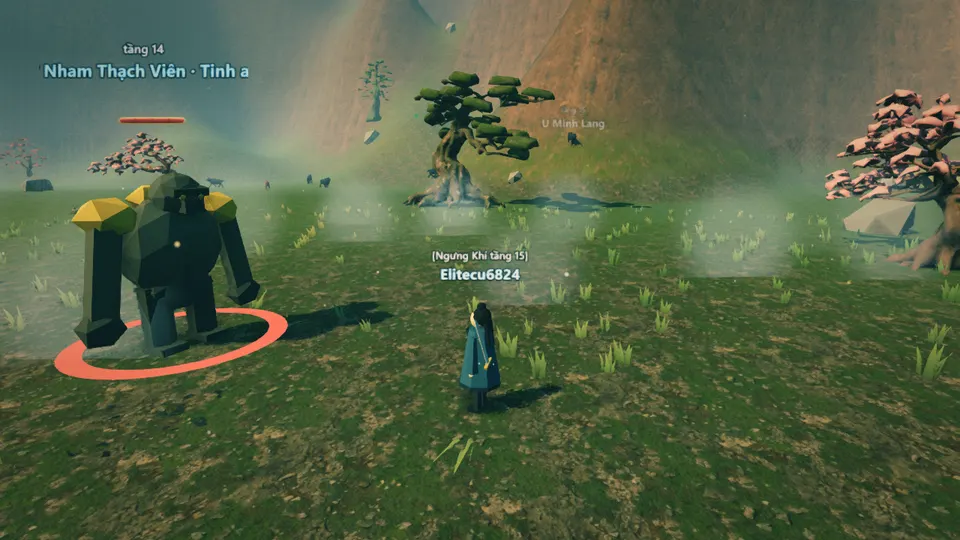 tầng 14
Nham Thạch Viên · Tinh a
U Minh Lang
[Ngưng Khí tầng 15]
Elitecu6824